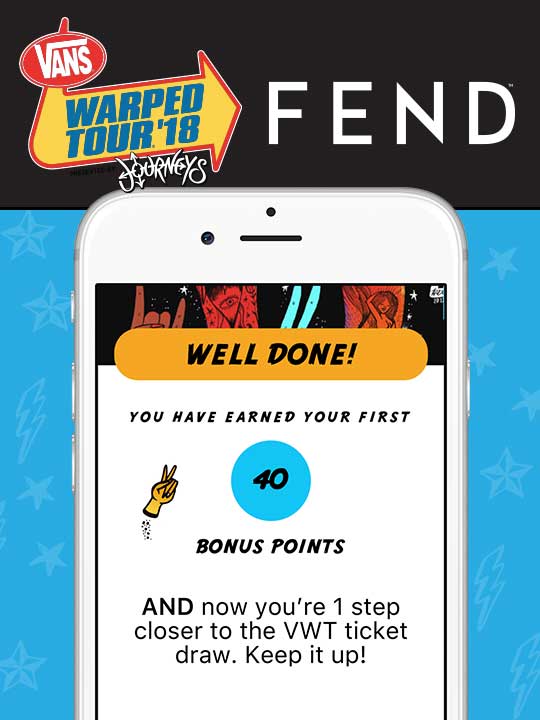 VANS
WARPED
TOUR.'18
PRESENTED BY
JOURNEYS
FEND™
WELL DONE!
YOU HAVE EARNED YOUR FIRST
40
BONUS POINTS
AND now you're 1 step
closer to the VWT ticket
draw. Keep it up!